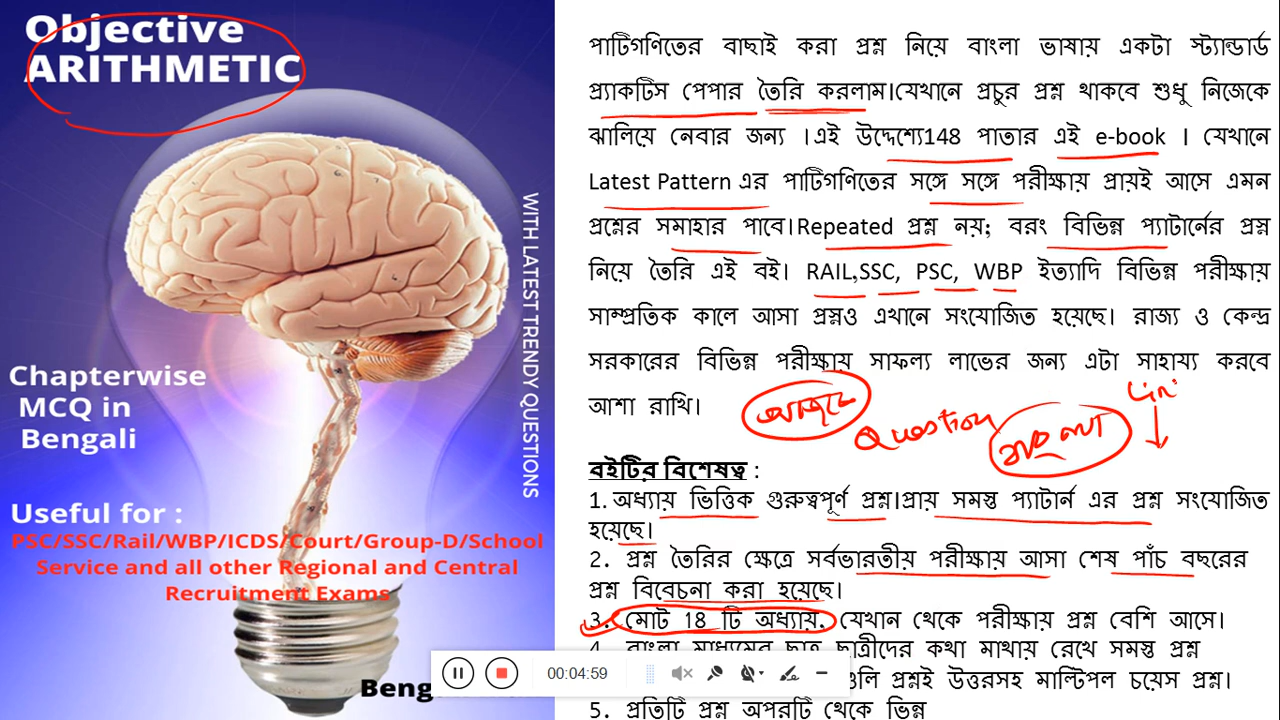 Objective
ARITHMETIC
WITH LATEST TRENDY QUESTIONS
Chapterwise
MCQ in
Bengali
Useful for :
PSC/SSC/Rail/WBP/ICDS/Court/Group-D/School
Service and all other Regional and Central
Recruitment Exams
পাটিগণিতের বাছাই করা প্রশ্ন নিয়ে বাংলা ভাষায় একটা স্ট্যান্ডার্ড
প্র্যাকটিস পেপার তৈরি করলাম।যেখানে প্রচুর প্রশ্ন থাকবে শুধু নিজেকে
ঝালিয়ে নেবার জন্য ।এই উদ্দেশ্যে148 পাতার এই e-book । যেখানে
Latest Pattern এর পাটিগণিতের সঙ্গে সঙ্গে পরীক্ষায় প্রায়ই আসে এমন
প্রশ্নের সমাহার পাবে।Repeated প্রশ্ন নয়; বরং বিভিন্ন প্যাটার্নের প্রশ্ন
নিয়ে তৈরি এই বই। RAIL,SSC, PSC, WBP ইত্যাদি বিভিন্ন পরীক্ষায়
সাম্প্রতিক কালে আসা প্রশ্নও এখানে সংযোজিত হয়েছে। রাজ্য ও কেন্দ্র
সরকারের বিভিন্ন পরীক্ষায় সাফল্য লাভের জন্য এটা সাহায্য করবে
আশা রাখি।
Question
বইটির বিশেষত্ব :
1. অধ্যায় ভিত্তিক গুরুত্বপূর্ণ প্রশ্ন।প্রায় সমস্ত প্যাটার্ন এর প্রশ্ন সংযোজিত
হয়েছে।
2. প্রশ্ন তৈরির ক্ষেত্রে সর্বভারতীয় পরীক্ষায় আসা শেষ পাঁচ বছরের
প্রশ্ন বিবেচনা করা হয়েছে।
3. মোট 18 টি অধ্যায়, যেখান থেকে পরীক্ষায় প্রশ্ন বেশি আসে।
4. বাংলা মাধ্যমের ছাত্র ছাত্রীদের কথা মাথায় রেখে সমস্ত প্রশ্ন
প্রশ্নই উত্তরসহ মাল্টিপল চয়েস প্রশ্ন।
5. প্রতিটি প্রশ্ন অপরটি থেকে ভিন্ন
00:04:59